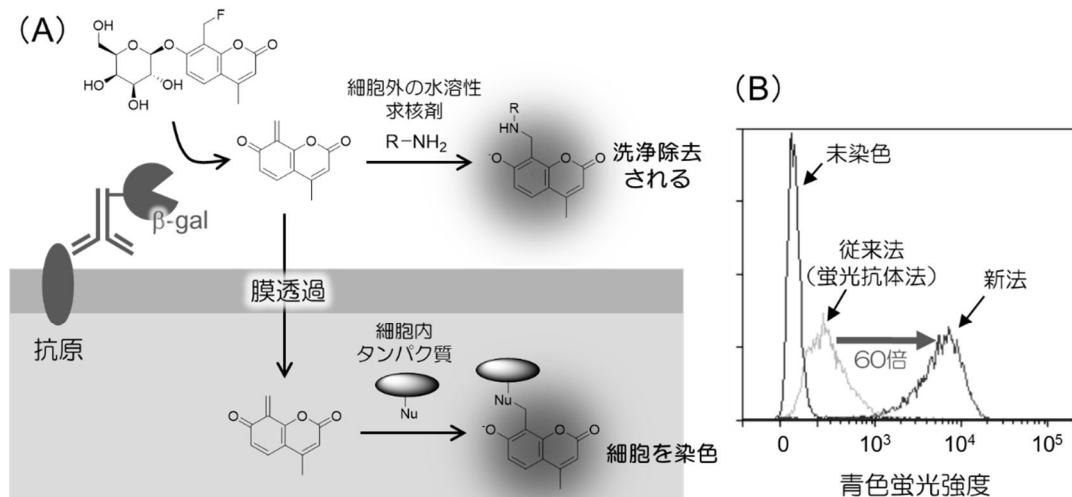 (A)
F
O
O
O
HO
HO
OH
OH
O
細胞外の水溶性
求核剤
R−NH₂
O
O
O
R
HN
⁻O
O
O
洗浄除去
される
β-gal
膜透過
抗原
細胞内
タンパク質
Nu
O
O
O
Nu
⁻O
O
O
細胞を染色
(B)
未染色
従来法
（蛍光抗体法）
新法
60倍
0
10³
10⁴
10⁵
青色蛍光強度